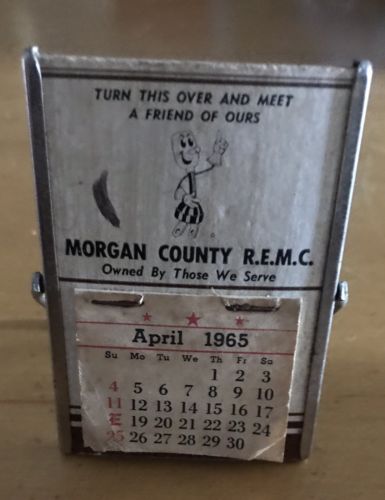 TURN THIS OVER AND MEET
A FRIEND OF OURS
MORGAN COUNTY R.E.M.C.
Owned By Those We Serve
April 1965
Su Mo Tu We Th Fr Sa
1 2 3
4 5 6 7 8 9 10
11 12 13 14 15 16 17
E 19 20 21 22 23 24
25 26 27 28 29 30